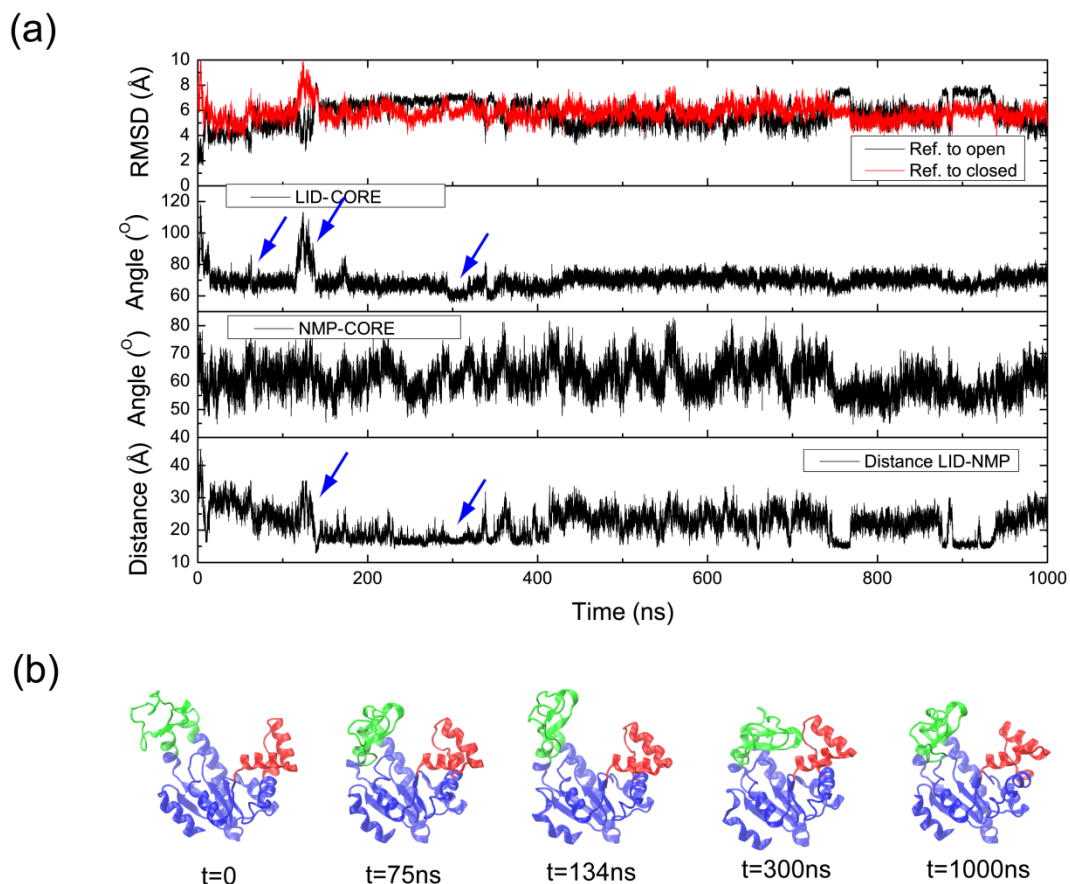 (a)
RMSD (Å)
10
8
6
4
2
0
Ref. to open
Ref. to closed
Angle (°)
120
100
80
60
LID-CORE
Angle (°)
80
70
60
50
40
NMP-CORE
Distance (Å)
40
30
20
10
Distance LID-NMP
0 200 400 600 800 1000
Time (ns)
(b)
t=0 t=75ns t=134ns t=300ns t=1000ns